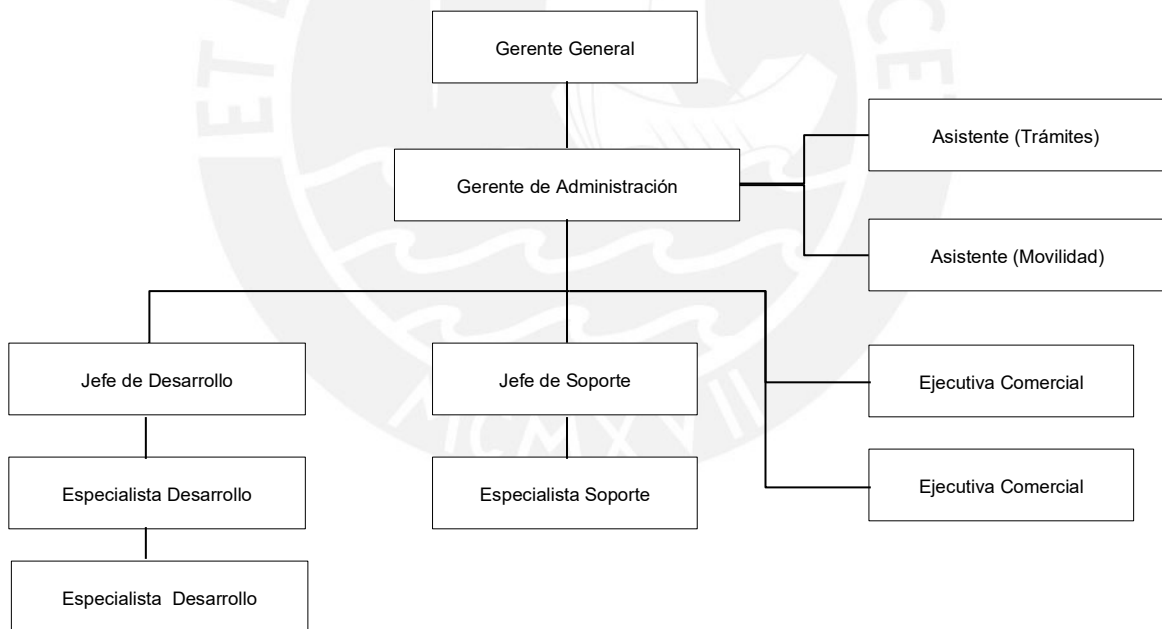 Gerente General
Asistente (Trámites)
Gerente de Administración
Asistente (Movilidad)
Jefe de Desarrollo
Jefe de Soporte
Ejecutiva Comercial
Especialista Desarrollo
Especialista Soporte
Ejecutiva Comercial
Especialista  Desarrollo
MCMXVII